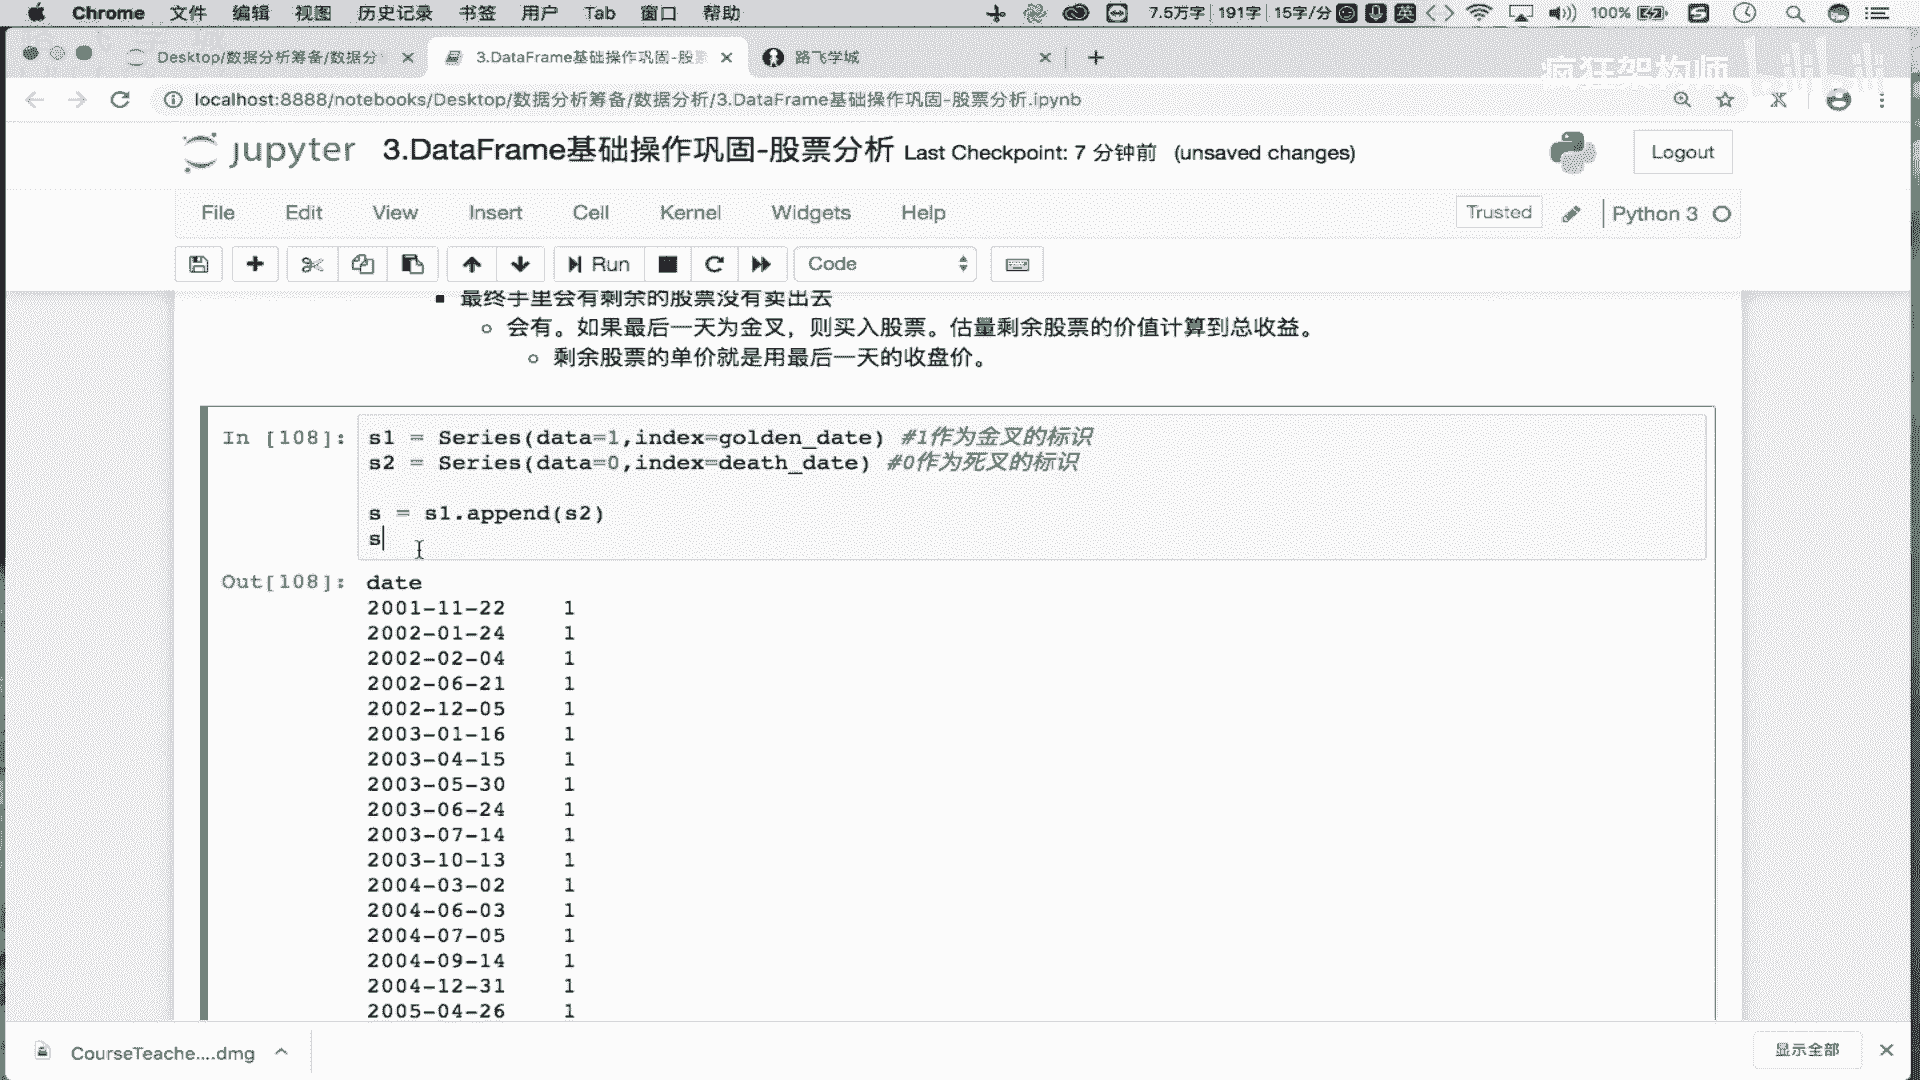 Chrome 文件 编辑 视图 历史记录 书签 用户 Tab 窗口 帮助 7.5万字 191字 15字/分 英 100%
Desktop/数据分析筹备/数据分 3.DataFrame基础操作巩固-股 路飞学城
localhost:8888/notebooks/Desktop/数据分析筹备/数据分析/3.DataFrame基础操作巩固-股票分析.ipynb
疯狂架构师 bilibili
jupyter 3.DataFrame基础操作巩固-股票分析 Last Checkpoint: 7 分钟前 (unsaved changes) Logout
File Edit View Insert Cell Kernel Widgets Help Trusted Python 3
Run Code
最终手里会有剩余的股票没有卖出去
会有。如果最后一天为金叉，则买入股票。估量剩余股票的价值计算到总收益。
剩余股票的单价就是用最后一天的收盘价。
In [108]: s1 = Series(data=1,index=golden_date) #1作为金叉的标识
s2 = Series(data=0,index=death_date) #0作为死叉的标识
s = s1.append(s2)
s
Out[108]: date
2001-11-22 1
2002-01-24 1
2002-02-04 1
2002-06-21 1
2002-12-05 1
2003-01-16 1
2003-04-15 1
2003-05-30 1
2003-06-24 1
2003-07-14 1
2003-10-13 1
2004-03-02 1
2004-06-03 1
2004-07-05 1
2004-09-14 1
2004-12-31 1
2005-04-26 1
CourseTeache....dmg 显示全部